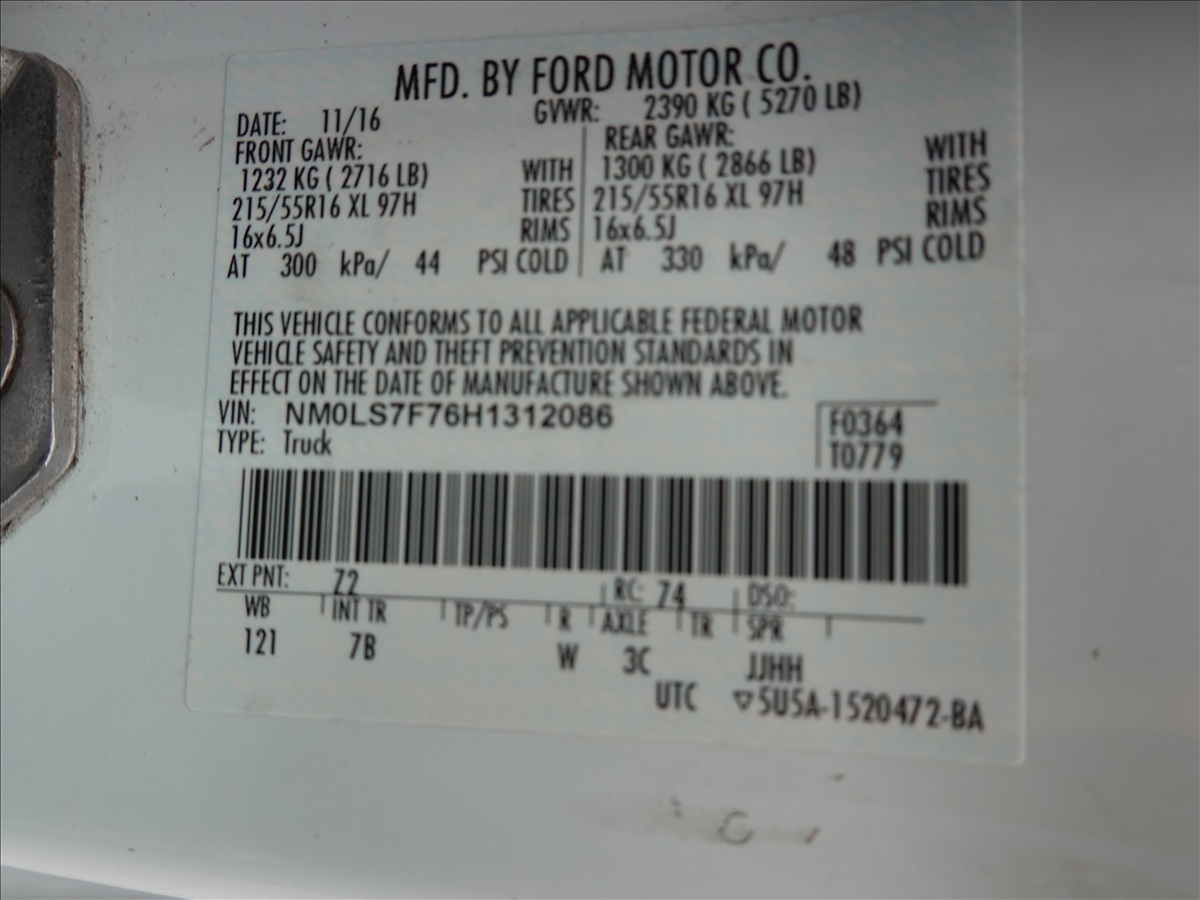 MFD. BY FORD MOTOR CO.
DATE: 11/16 GVWR: 2390 KG ( 5270 LB)
FRONT GAWR: REAR GAWR:
1232 KG ( 2716 LB) WITH 1300 KG ( 2866 LB) WITH
215/55R16 XL 97H TIRES 215/55R16 XL 97H TIRES
16x6.5J RIMS 16x6.5J RIMS
AT 300 kPa/ 44 PSI COLD AT 330 kPa/ 48 PSI COLD
THIS VEHICLE CONFORMS TO ALL APPLICABLE FEDERAL MOTOR
VEHICLE SAFETY AND THEFT PREVENTION STANDARDS IN
EFFECT ON THE DATE OF MANUFACTURE SHOWN ABOVE.
VIN: NM0LS7F76H1312086 F0364
TYPE: Truck T0779
EXT PNT: Z2 RC: 74 DSO:
WB INT TR TP/PS R AXLE TR SPR
121 7B W 3C JJHH
UTC ▽5U5A-1520472-BA